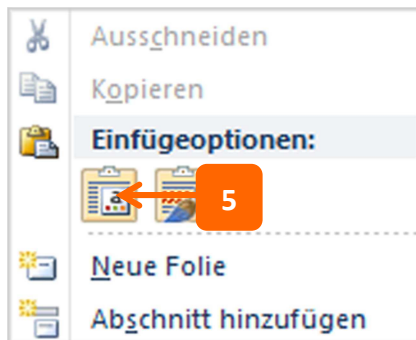 Ausschneiden
Kopieren
Einfügeoptionen:
a 5
Neue Folie
Abschnitt hinzufügen